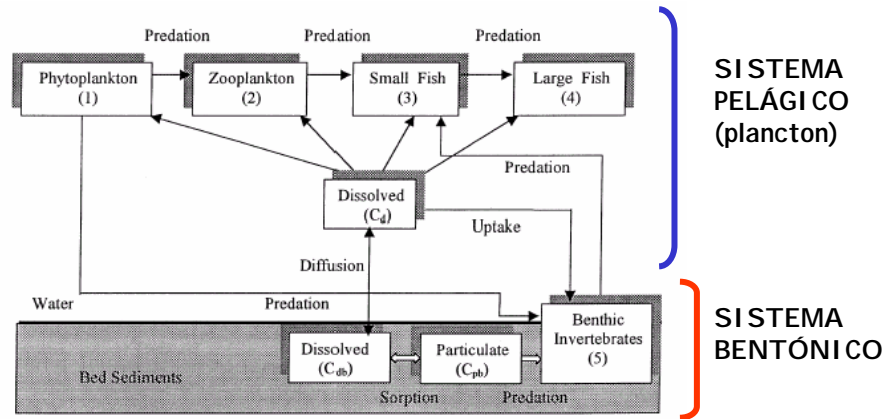 Predation
Predation
Predation
Phytoplankton
(1)
Zooplankton
(2)
Small Fish
(3)
Large Fish
(4)
SISTEMA
PELÁGICO
(plancton)
Dissolved
(Cd)
Predation
Uptake
Diffusion
Water
Predation
Benthic
Invertebrates
(5)
SISTEMA
BENTÓNICO
Dissolved
(Cdb)
Particulate
(Cpb)
Bed Sediments
Sorption
Predation